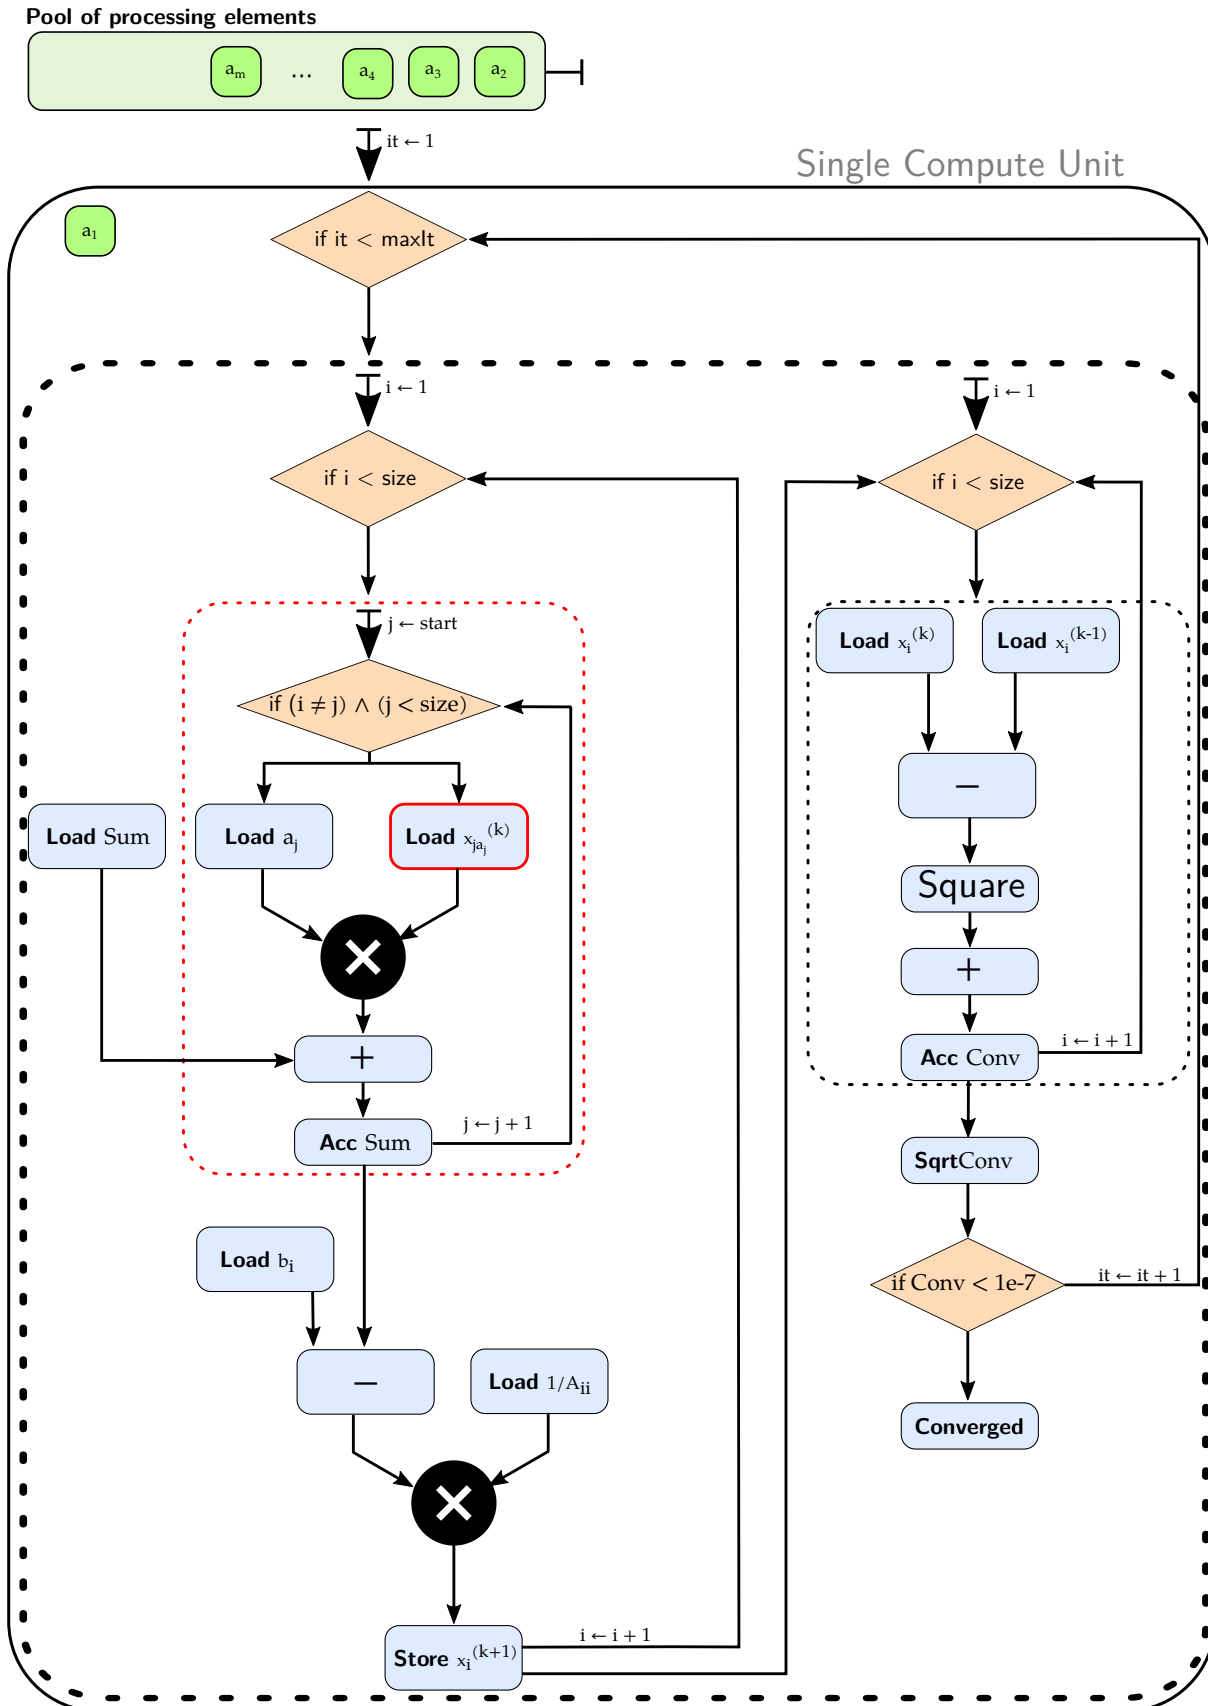 Pool of processing elements
a_m ... a_4 a_3 a_2
it ← 1
Single Compute Unit
a_1
if it < maxIt
i ← 1
i ← 1
if i < size
if i < size
j ← start
Load x_i^(k)
Load x_i^(k-1)
if (i ≠ j) ∧ (j < size)
−
Load Sum
Load a_j
Load x_ja_j^(k)
Square
×
+
i ← i + 1
+
Acc Conv
j ← j + 1
Acc Sum
SqrtConv
Load b_i
if Conv < 1e-7
it ← it + 1
−
Load 1/A_ii
Converged
×
i ← i + 1
Store x_i^(k+1)